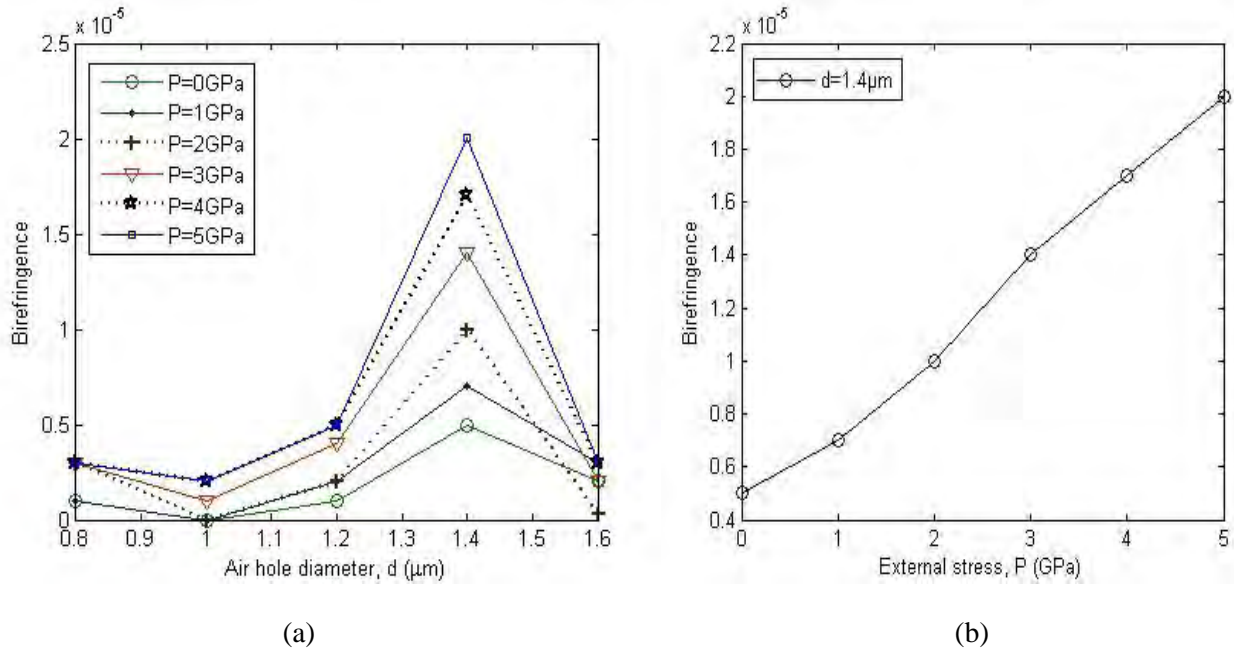 x 10⁻⁵
2.5
2
1.5
1
0.5
0
0.8 0.9 1 1.1 1.2 1.3 1.4 1.5 1.6
Birefringence
Air hole diameter, d (µm)
P=0GPa
P=1GPa
P=2GPa
P=3GPa
P=4GPa
P=5GPa
(a)
x 10⁻⁵
2.2
2
1.8
1.6
1.4
1.2
1
0.8
0.6
0.4
0 1 2 3 4 5
Birefringence
External stress, P (GPa)
d=1.4µm
(b)